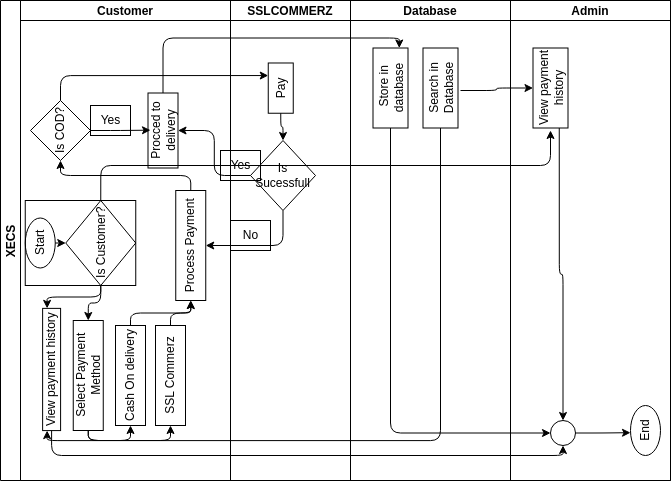 Customer
SSLCOMMERZ
Database
Admin
XECS
Is COD?
Yes
Procced to
delivery
Pay
Store in
database
Search in
Database
View payment
history
Yes
Is
Sucessfull
Start
Is Customer?
Process Payment
No
View payment history
Select Payment
Method
Cash On delivery
SSL Commerz
End